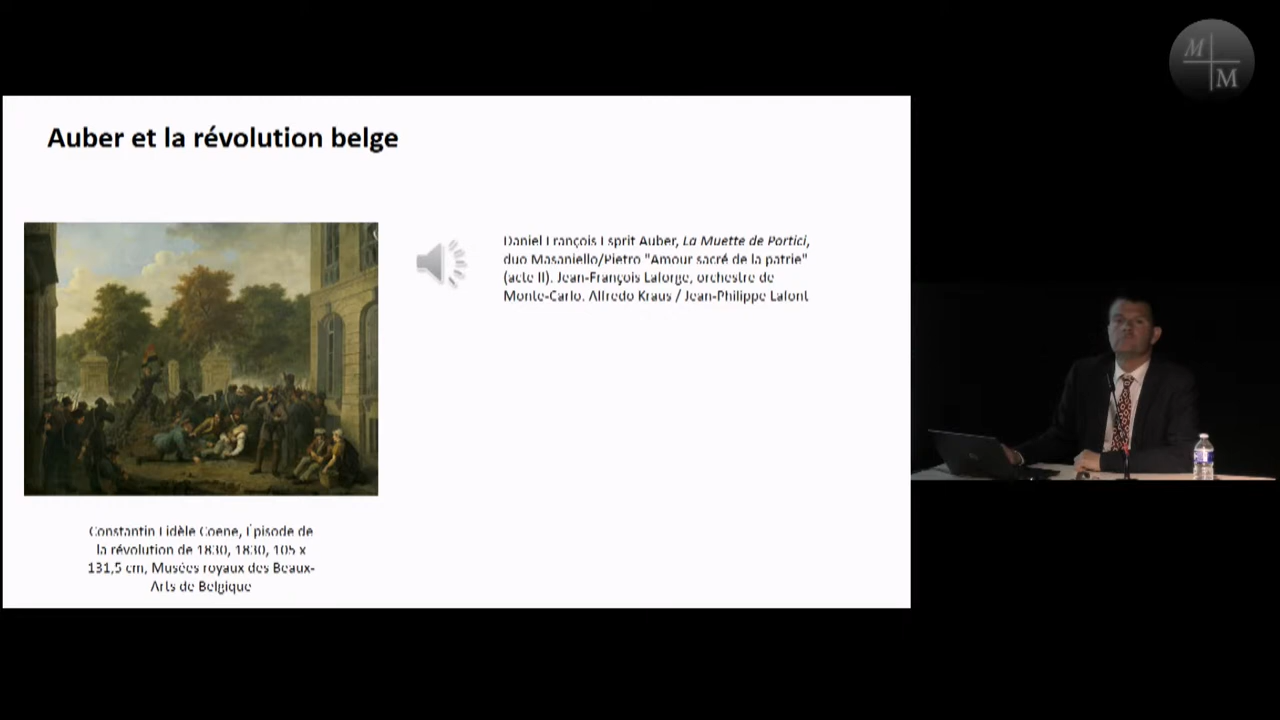 M
M
Auber et la révolution belge
Daniel François Esprit Auber, La Muette de Portici,
duo Masaniello/Pietro "Amour sacré de la patrie"
(acte II). Jean-François Laforge, orchestre de
Monte-Carlo. Alfredo Kraus / Jean-Philippe Lafont
Constantin Fidèle Coene, Épisode de
la révolution de 1830, 1830, 105 x
131,5 cm, Musées royaux des Beaux-
Arts de Belgique